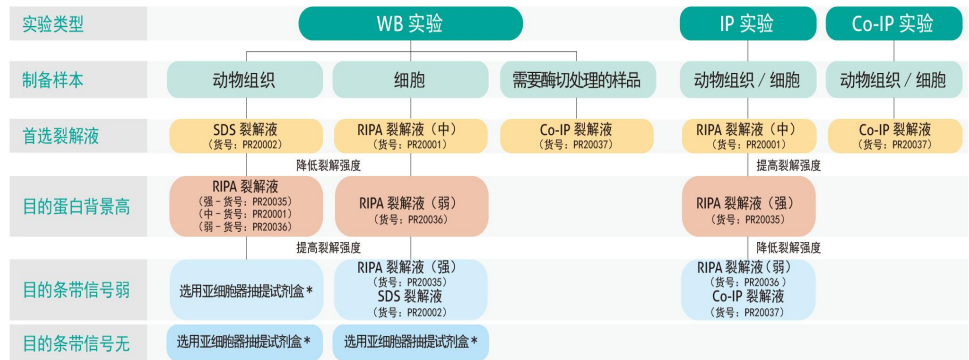 实验类型
WB 实验
IP 实验
Co-IP 实验
制备样本
动物组织
细胞
需要酶切处理的样品
动物组织 / 细胞
动物组织 / 细胞
首选裂解液
SDS 裂解液
(货号: PR20002)
RIPA 裂解液（中）
(货号: PR20001)
Co-IP 裂解液
(货号: PR20037)
RIPA 裂解液（中）
(货号: PR20001)
Co-IP 裂解液
(货号: PR20037)
降低裂解强度
提高裂解强度
目的蛋白背景高
RIPA 裂解液
(强 - 货号: PR20035)
(中 - 货号: PR20001)
(弱 - 货号: PR20036)
RIPA 裂解液（弱）
(货号: PR20036)
RIPA 裂解液（强）
(货号: PR20035)
提高裂解强度
降低裂解强度
目的条带信号弱
选用亚细胞器抽提试剂盒 *
RIPA 裂解液（强）
(货号: PR20035)
SDS 裂解液
(货号: PR20002)
RIPA 裂解液（弱）
(货号: PR20036 )
Co-IP 裂解液
(货号: PR20037)
目的条带信号无
选用亚细胞器抽提试剂盒 *
选用亚细胞器抽提试剂盒 *